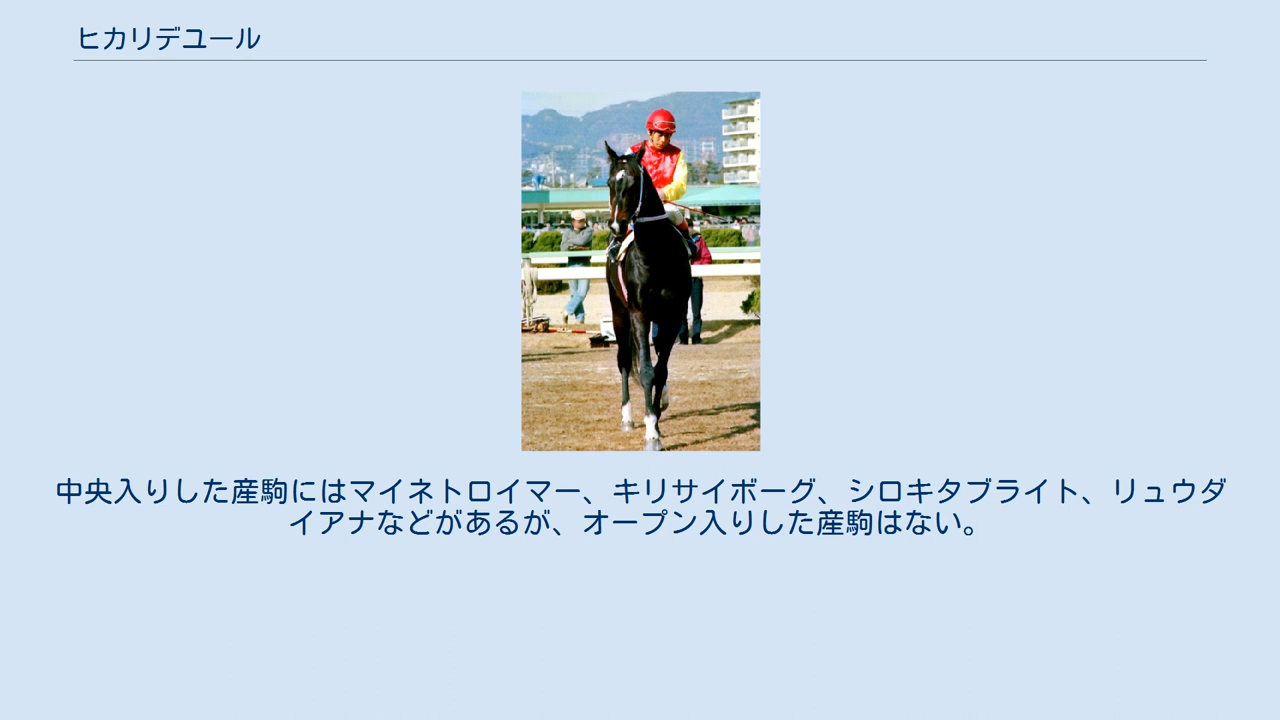 ヒカリデユール
中央入りした産駒にはマイネトロイマー、キリサイボーグ、シロキタブライト、リュウダ
イアナなどがあるが、オープン入りした産駒はない。